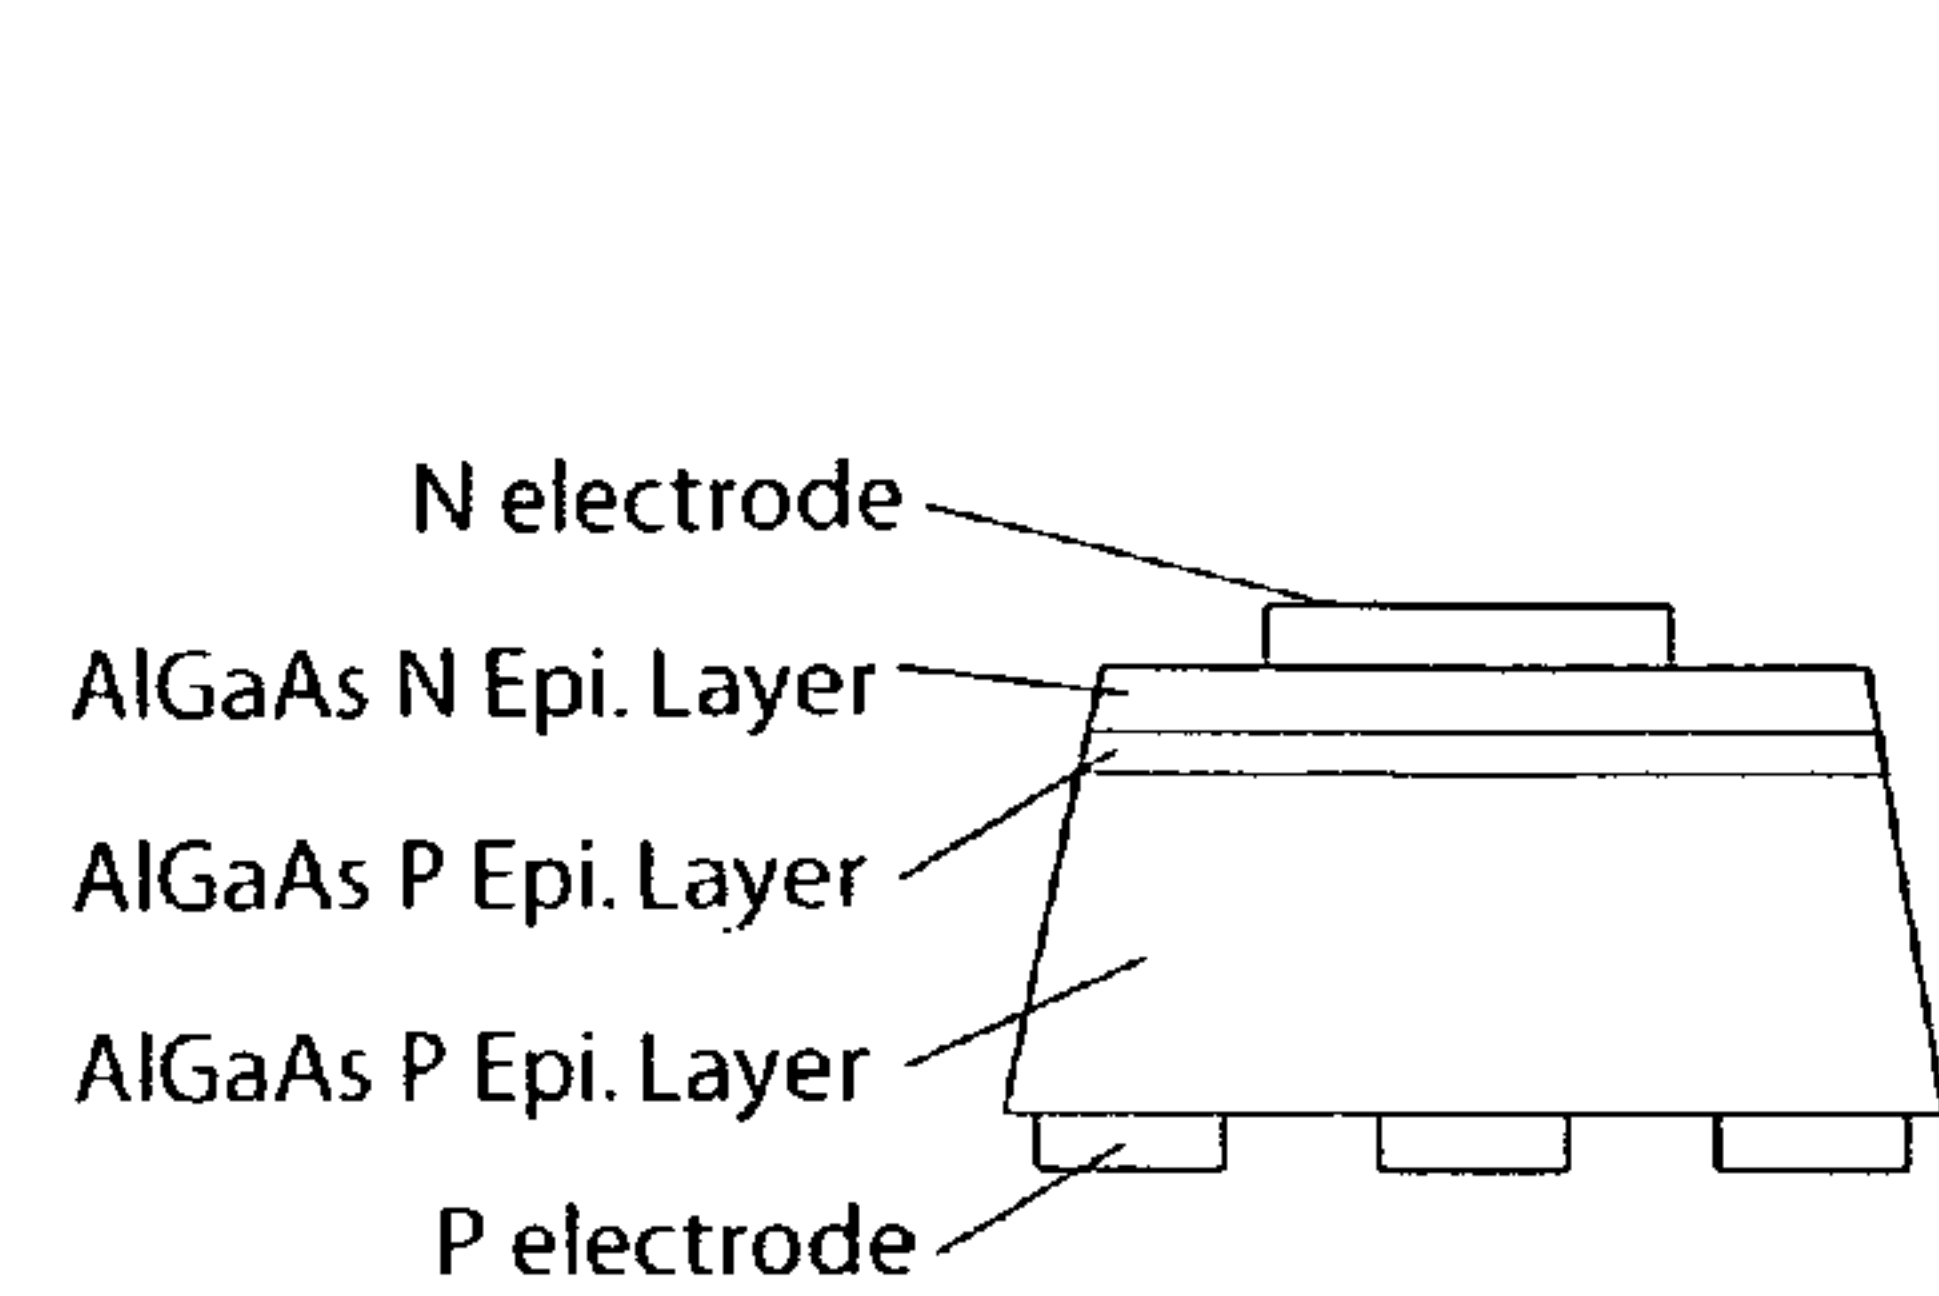 N electrode
AlGaAs N Epi. Layer
AlGaAs P Epi. Layer
AlGaAs P Epi. Layer
P electrode